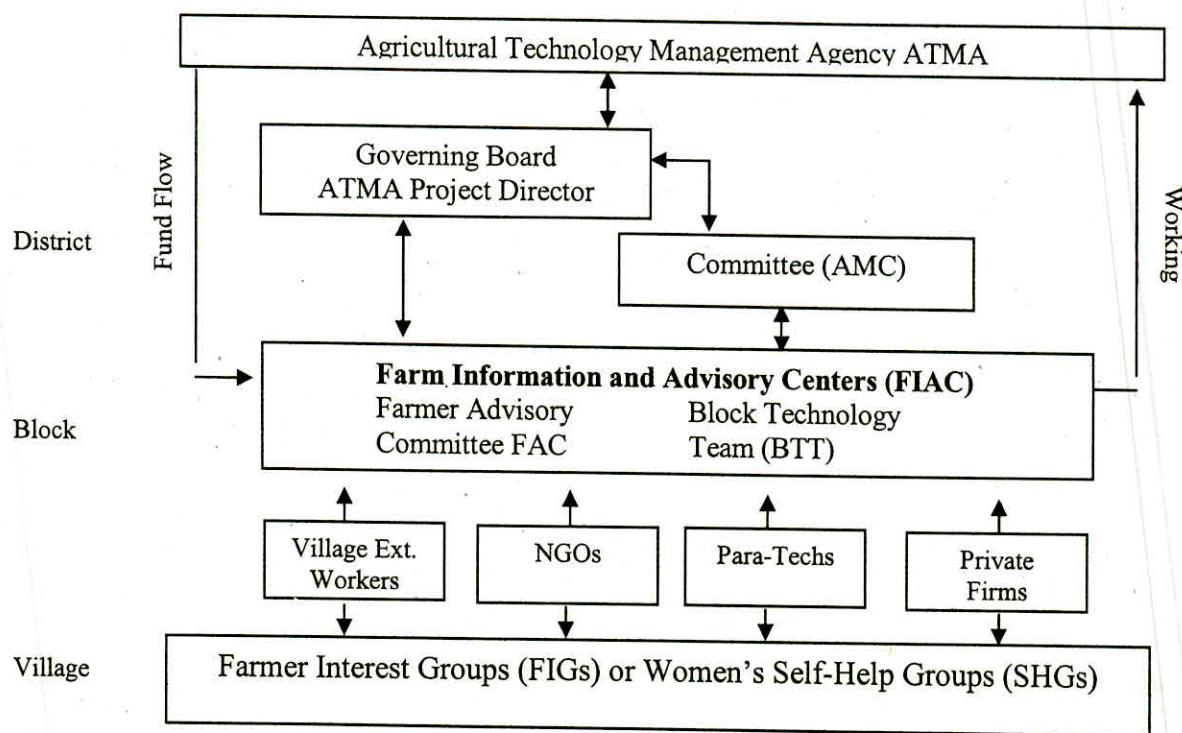 Agricultural Technology Management Agency ATMA
Governing Board
ATMA Project Director
Fund Flow
Working
District
Committee (AMC)
Farm Information and Advisory Centers (FIAC)
Farmer Advisory
Committee FAC
Block Technology
Team (BTT)
Block
Village Ext.
Workers
NGOs
Para-Techs
Private
Firms
Village
Farmer Interest Groups (FIGs) or Women's Self-Help Groups (SHGs)